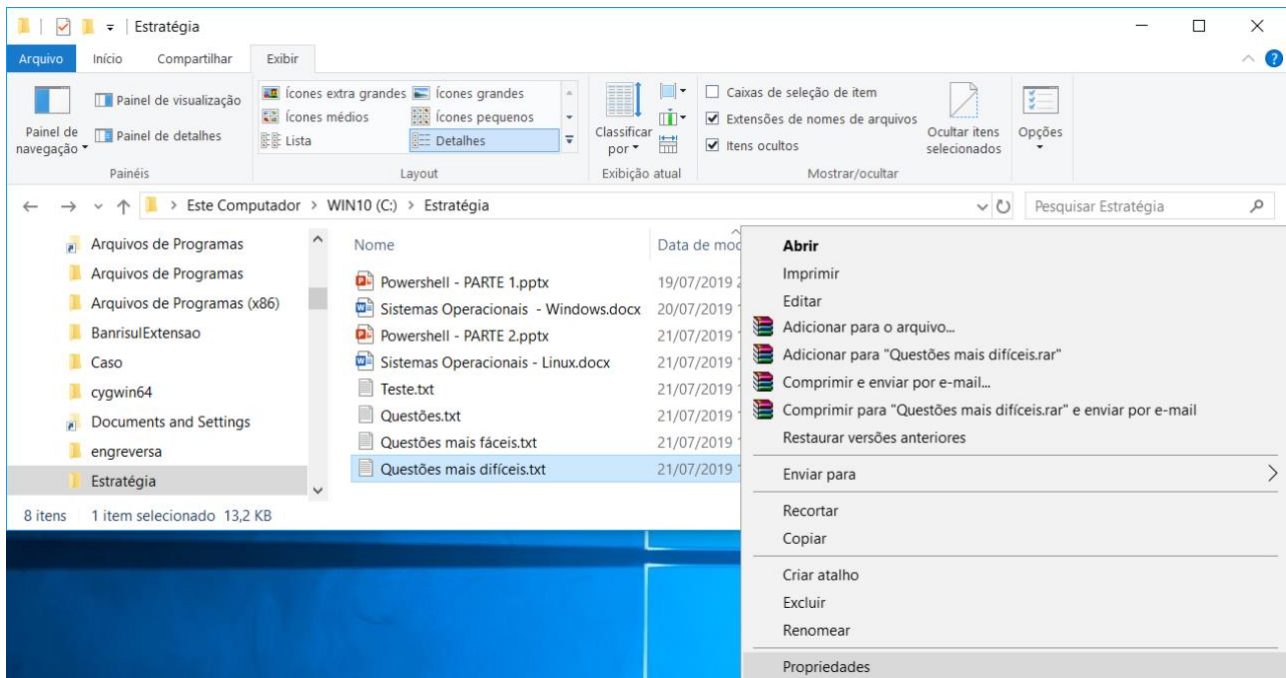 Estratégia
Arquivo Início Compartilhar Exibir
Painel de navegação
Painel de visualização
Painel de detalhes
Painéis
Ícones extra grandes Ícones grandes
Ícones médios Ícones pequenos
Lista Detalhes
Layout
Classificar por
Exibição atual
Caixas de seleção de item
Extensões de nomes de arquivos
Itens ocultos
Ocultar itens selecionados
Mostrar/ocultar
Opções
Este Computador > WIN10 (C:) > Estratégia
Pesquisar Estratégia
Arquivos de Programas
Arquivos de Programas
Arquivos de Programas (x86)
BanrisulExtensao
Caso
cygwin64
Documents and Settings
engreversa
Estratégia
Nome Data de mod
Powershell - PARTE 1.pptx 19/07/2019 2
Sistemas Operacionais - Windows.docx 20/07/2019 1
Powershell - PARTE 2.pptx 21/07/2019 1
Sistemas Operacionais - Linux.docx 21/07/2019 1
Teste.txt 21/07/2019 1
Questões.txt 21/07/2019 1
Questões mais fáceis.txt 21/07/2019 1
Questões mais difíceis.txt 21/07/2019 1
8 itens 1 item selecionado 13,2 KB
Abrir
Imprimir
Editar
Adicionar para o arquivo...
Adicionar para "Questões mais difíceis.rar"
Comprimir e enviar por e-mail...
Comprimir para "Questões mais difíceis.rar" e enviar por e-mail
Restaurar versões anteriores
Enviar para
Recortar
Copiar
Criar atalho
Excluir
Renomear
Propriedades